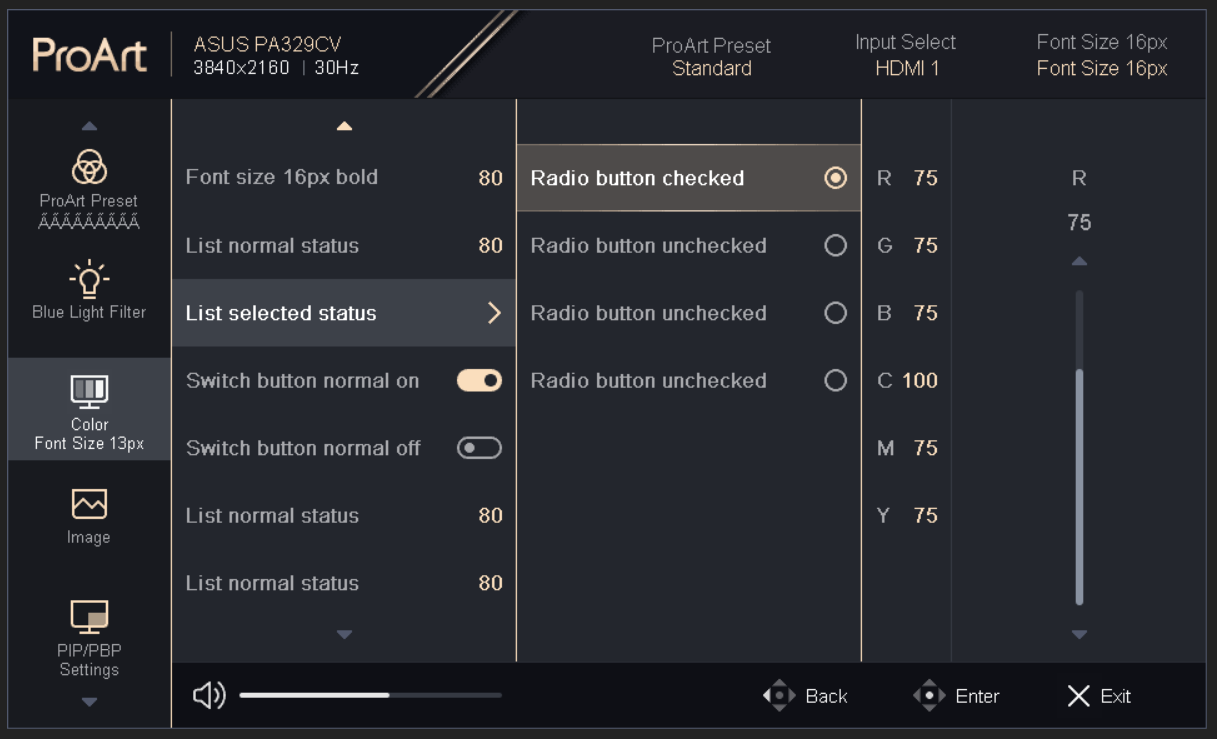 ProArt
ASUS PA329CV
3840x2160 | 30Hz
ProArt Preset
Standard
Input Select
HDMI 1
Font Size 16px
Font Size 16px
ProArt Preset
ÃÁÁÁÁÁÁÁÃ
Blue Light Filter
Color
Font Size 13px
Image
PIP/PBP
Settings
Font size 16px bold 80
List normal status 80
List selected status
Switch button normal on
Switch button normal off
List normal status 80
List normal status 80
Radio button checked
Radio button unchecked
Radio button unchecked
Radio button unchecked
R 75
G 75
B 75
C 100
M 75
Y 75
R
75
Back
Enter
Exit